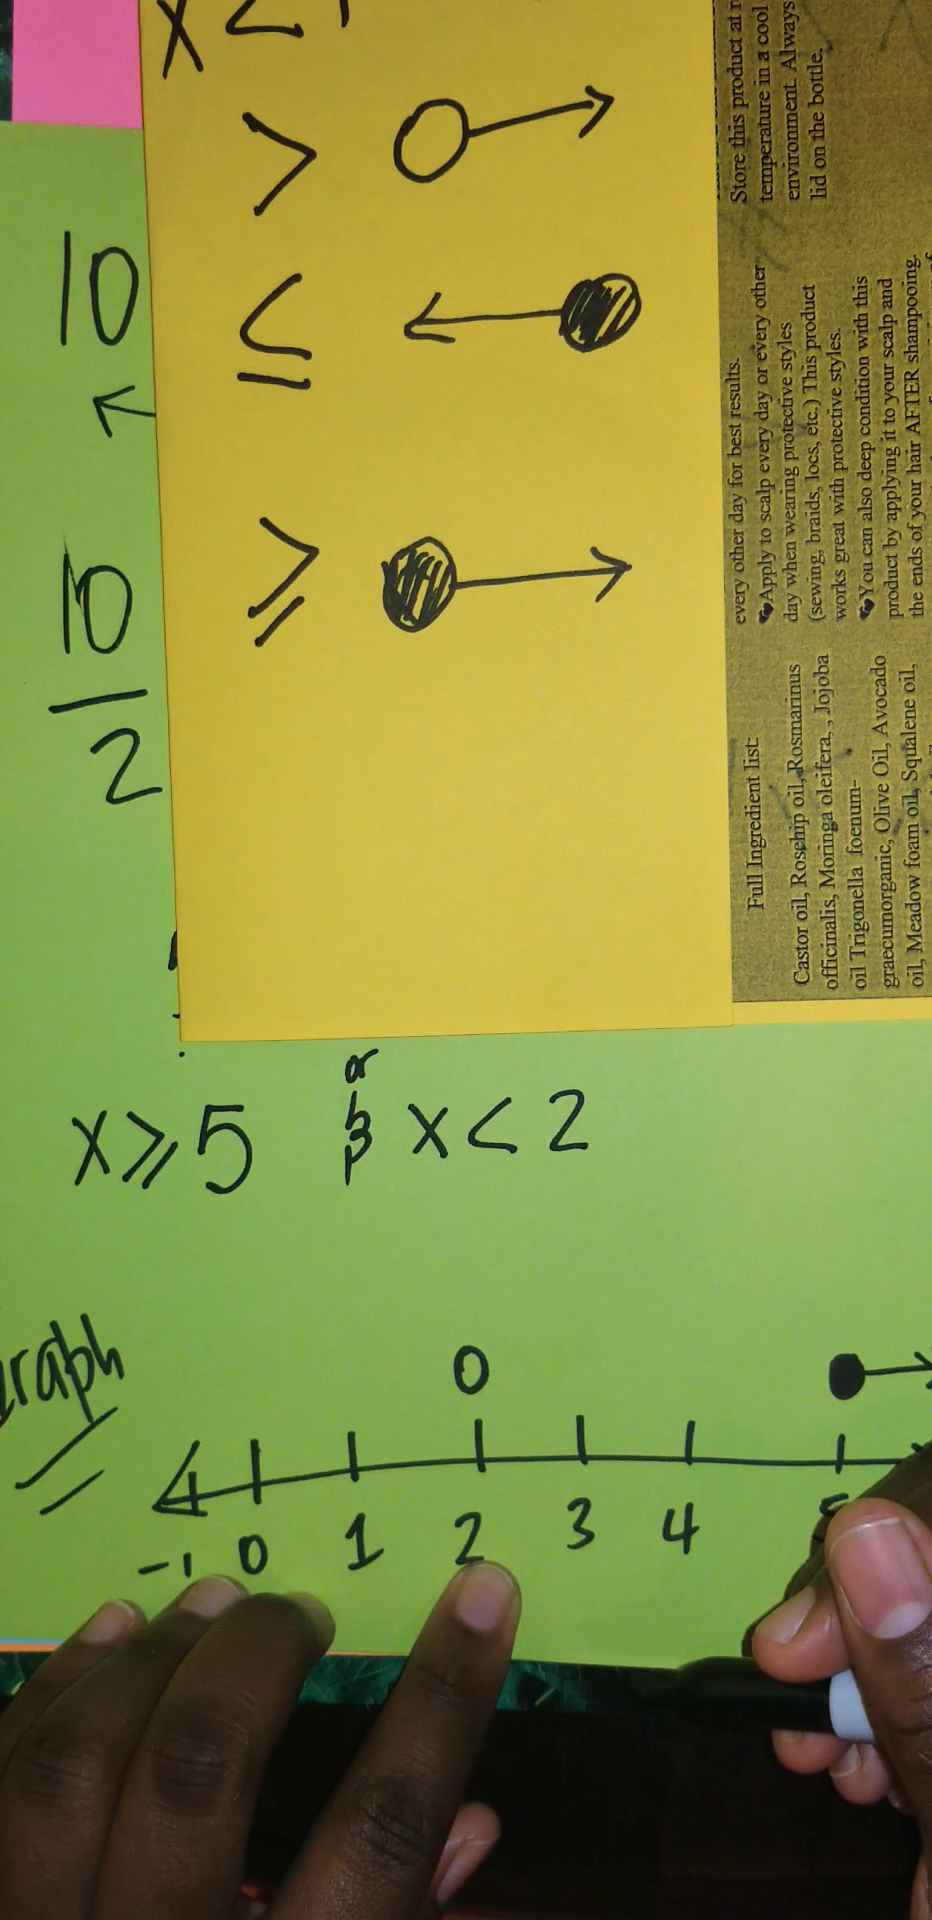 x <
>
≤
≥
10
10
2
x ≥ 5 or x < 2
graph
-1 0 1 2 3 4
Store this product at
temperature in a cool
environment. Always
lid on the bottle.
every other day for best results.
Apply to scalp every day or every other
day when wearing protective styles
(sewing, braids, locs, etc.) This product
works great with protective styles.
You can also deep condition with this
product by applying it to your scalp and
the ends of your hair AFTER shampooing.
Full Ingredient list:
Castor oil, Rosehip oil, Rosmarinus
officinalis, Moringa oleifera, , Jojoba
oil Trigonella foenum-
graecumorganic, Olive Oil, Avocado
oil, Meadow foam oil, Squalene oil,